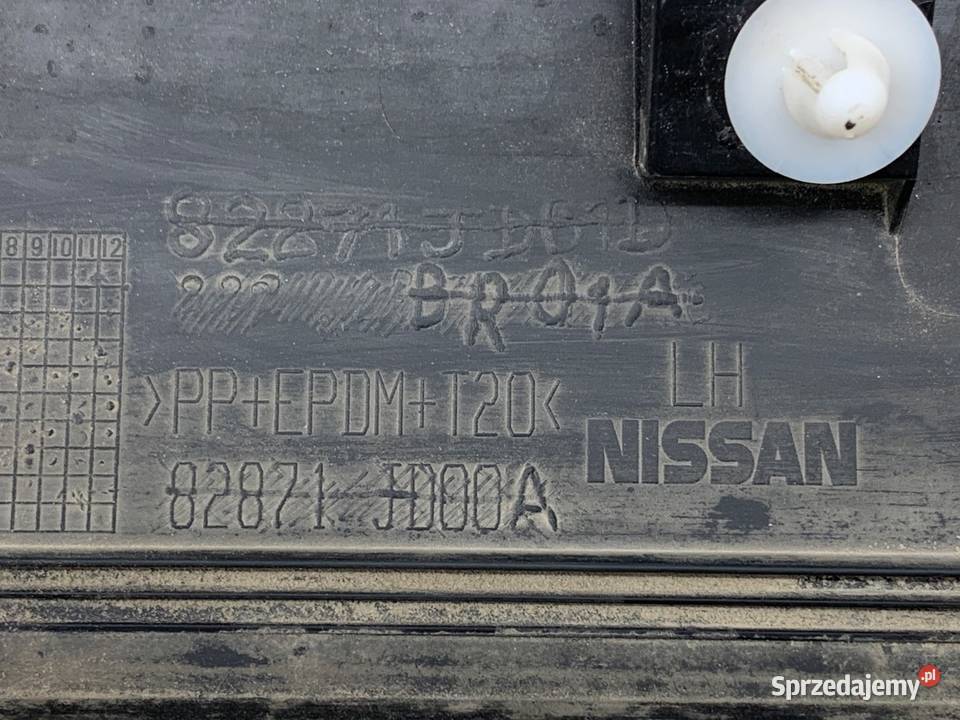 8 9 10 11 12
BR01A
>PP+EPDM+T20<
LH
NISSAN
82871 JD00A
Sprzedajemy.pl